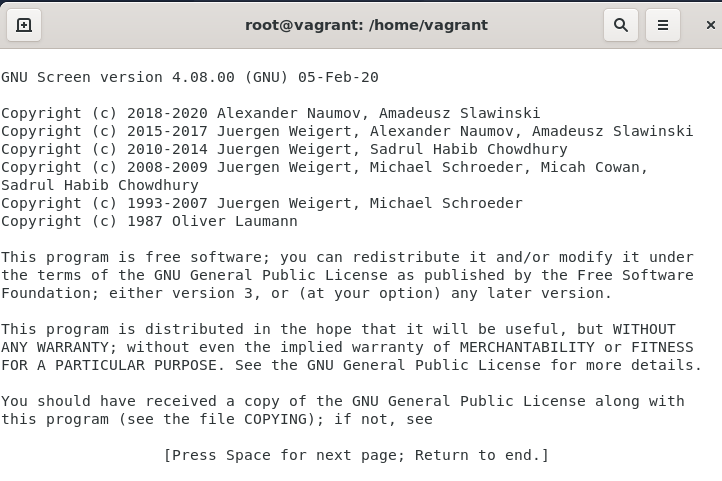 root@vagrant: /home/vagrant
GNU Screen version 4.08.00 (GNU) 05-Feb-20
Copyright (c) 2018-2020 Alexander Naumov, Amadeusz Slawinski
Copyright (c) 2015-2017 Juergen Weigert, Alexander Naumov, Amadeusz Slawinski
Copyright (c) 2010-2014 Juergen Weigert, Sadrul Habib Chowdhury
Copyright (c) 2008-2009 Juergen Weigert, Michael Schroeder, Micah Cowan,
Sadrul Habib Chowdhury
Copyright (c) 1993-2007 Juergen Weigert, Michael Schroeder
Copyright (c) 1987 Oliver Laumann
This program is free software; you can redistribute it and/or modify it under
the terms of the GNU General Public License as published by the Free Software
Foundation; either version 3, or (at your option) any later version.
This program is distributed in the hope that it will be useful, but WITHOUT
ANY WARRANTY; without even the implied warranty of MERCHANTABILITY or FITNESS
FOR A PARTICULAR PURPOSE. See the GNU General Public License for more details.
You should have received a copy of the GNU General Public License along with
this program (see the file COPYING); if not, see
[Press Space for next page; Return to end.]